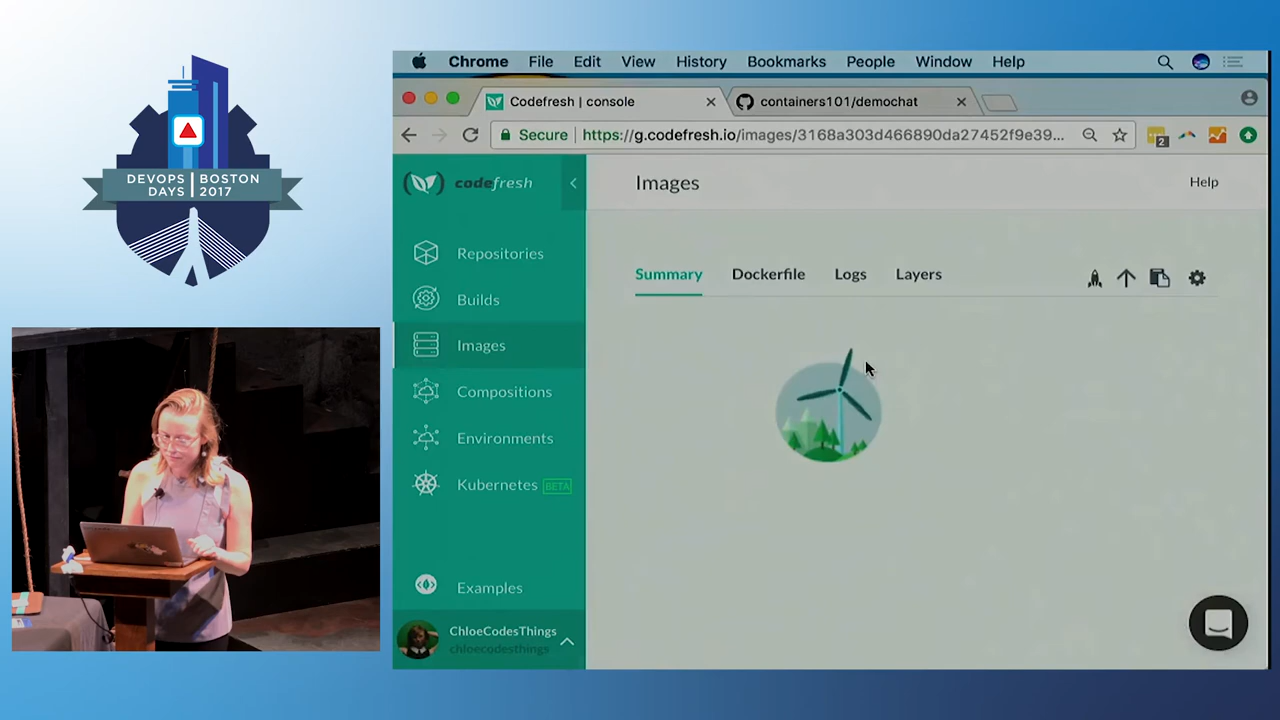 DEVOPS BOSTON
DAYS 2017
Chrome File Edit View History Bookmarks People Window Help
Codefresh | console
containers101/demochat
Secure https://g.codefresh.io/images/3168a303d466890da27452f9e39...
2
codefresh
Images
Help
Repositories
Builds
Images
Compositions
Environments
Kubernetes BETA
Examples
ChloeCodesThings
chloecodesthings
Summary Dockerfile Logs Layers